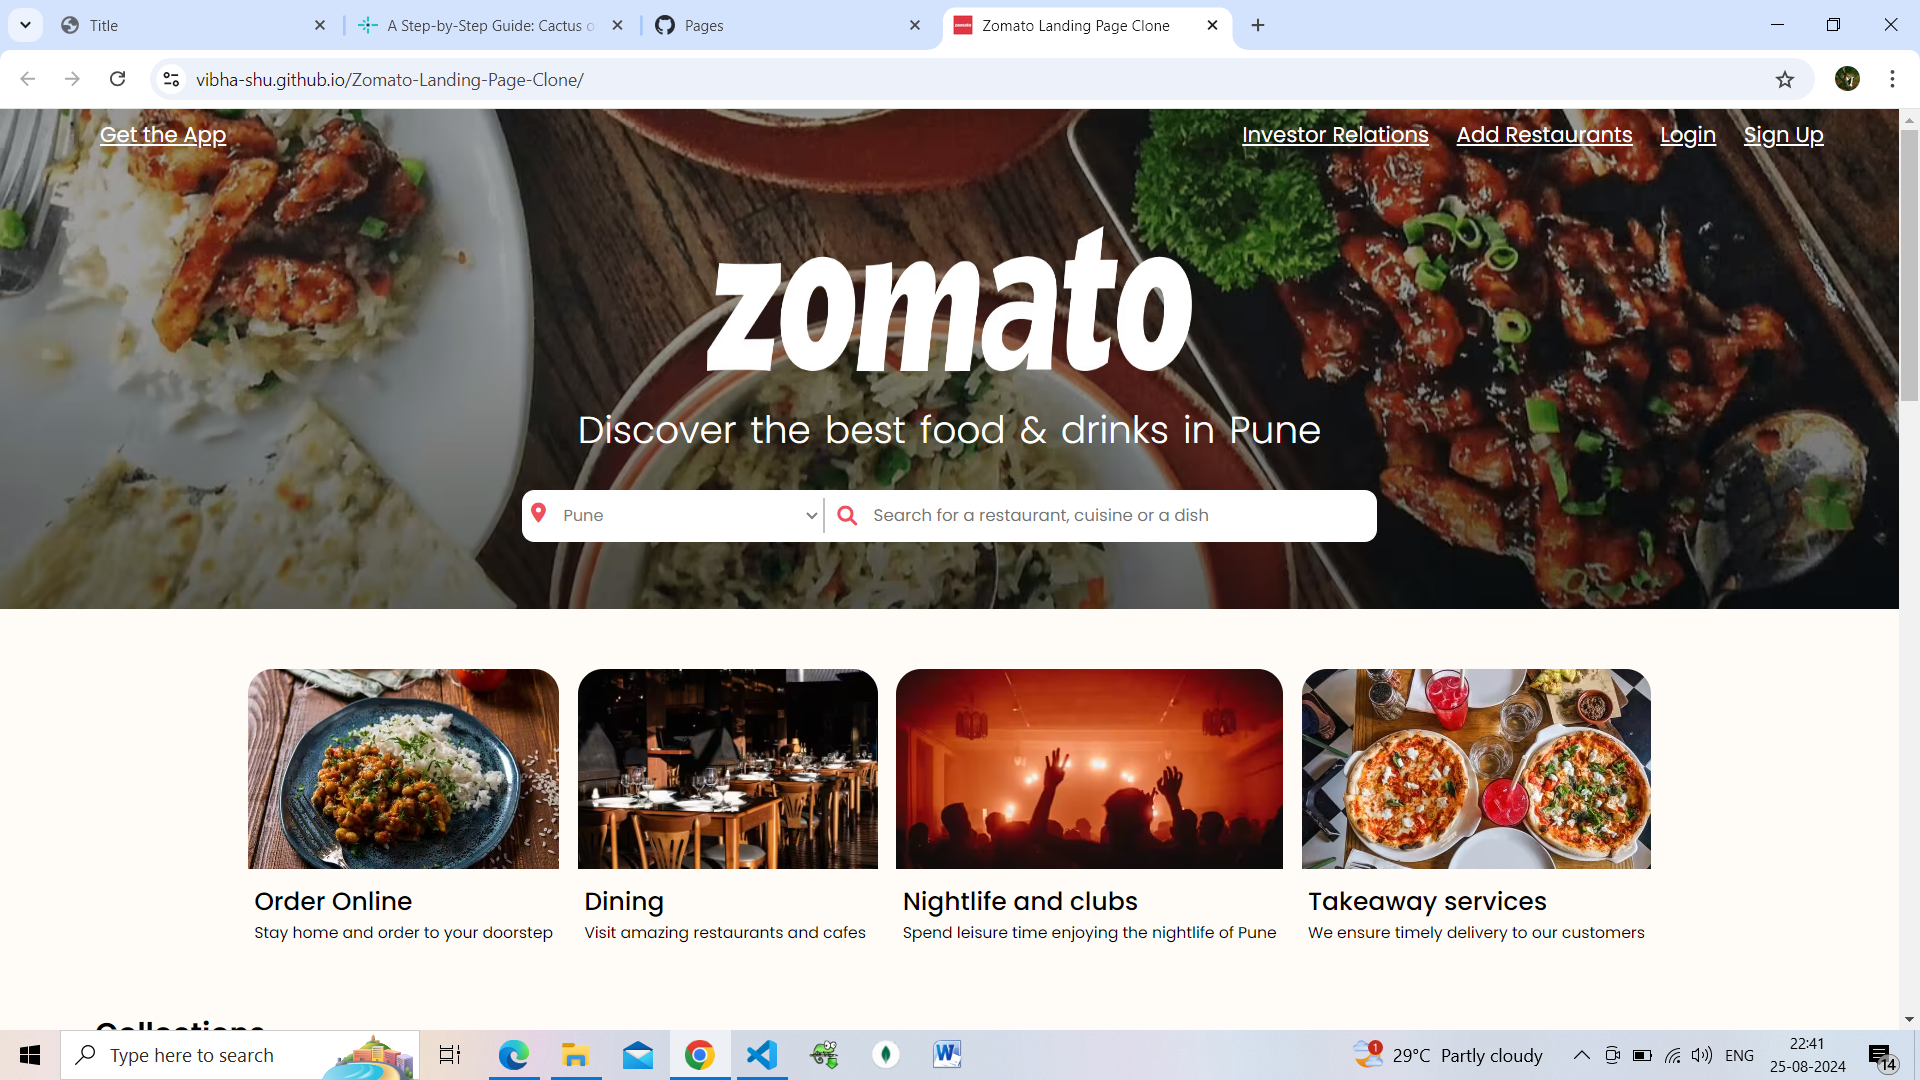 Title
A Step-by-Step Guide: Cactus o
Pages
Zomato Landing Page Clone
vibha-shu.github.io/Zomato-Landing-Page-Clone/
Get the App
Investor Relations Add Restaurants Login Sign Up
zomato
Discover the best food & drinks in Pune
Pune
Search for a restaurant, cuisine or a dish
Order Online
Stay home and order to your doorstep
Dining
Visit amazing restaurants and cafes
Nightlife and clubs
Spend leisure time enjoying the nightlife of Pune
Takeaway services
We ensure timely delivery to our customers
Collections
Type here to search
1
29°C Partly cloudy
ENG
22:41
25-08-2024
14